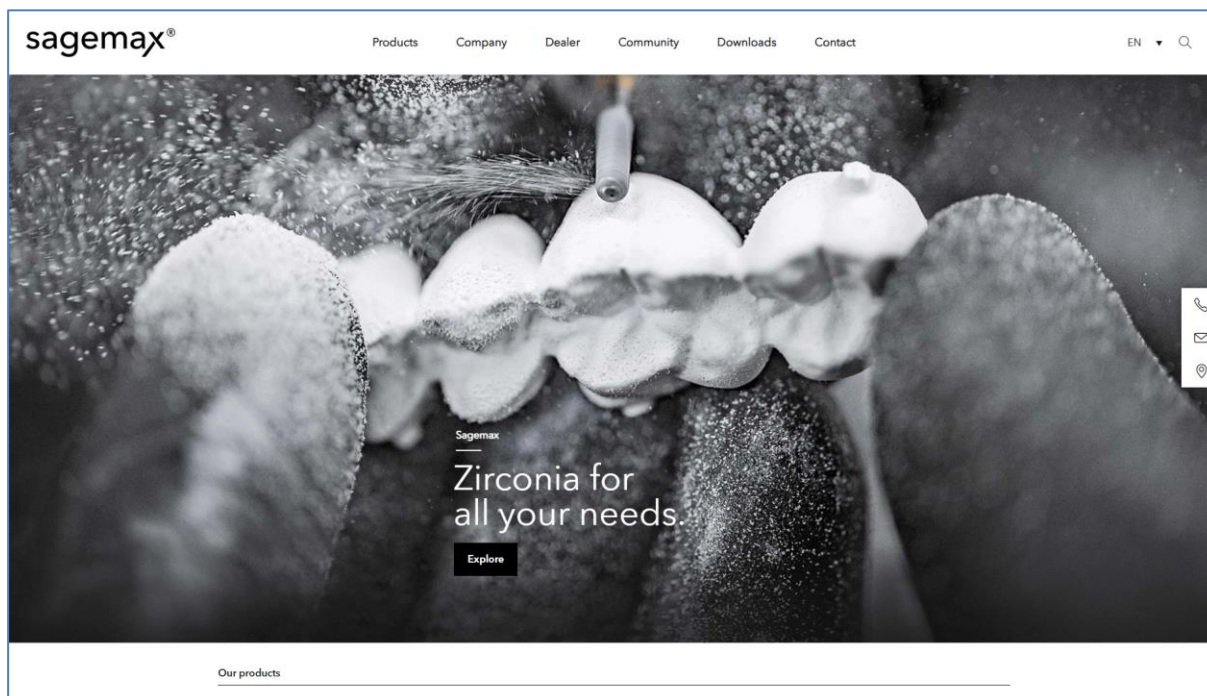 sagemax®
Products Company Dealer Community Downloads Contact
EN
Sagemax
Zirconia for
all your needs.
Explore
Our products